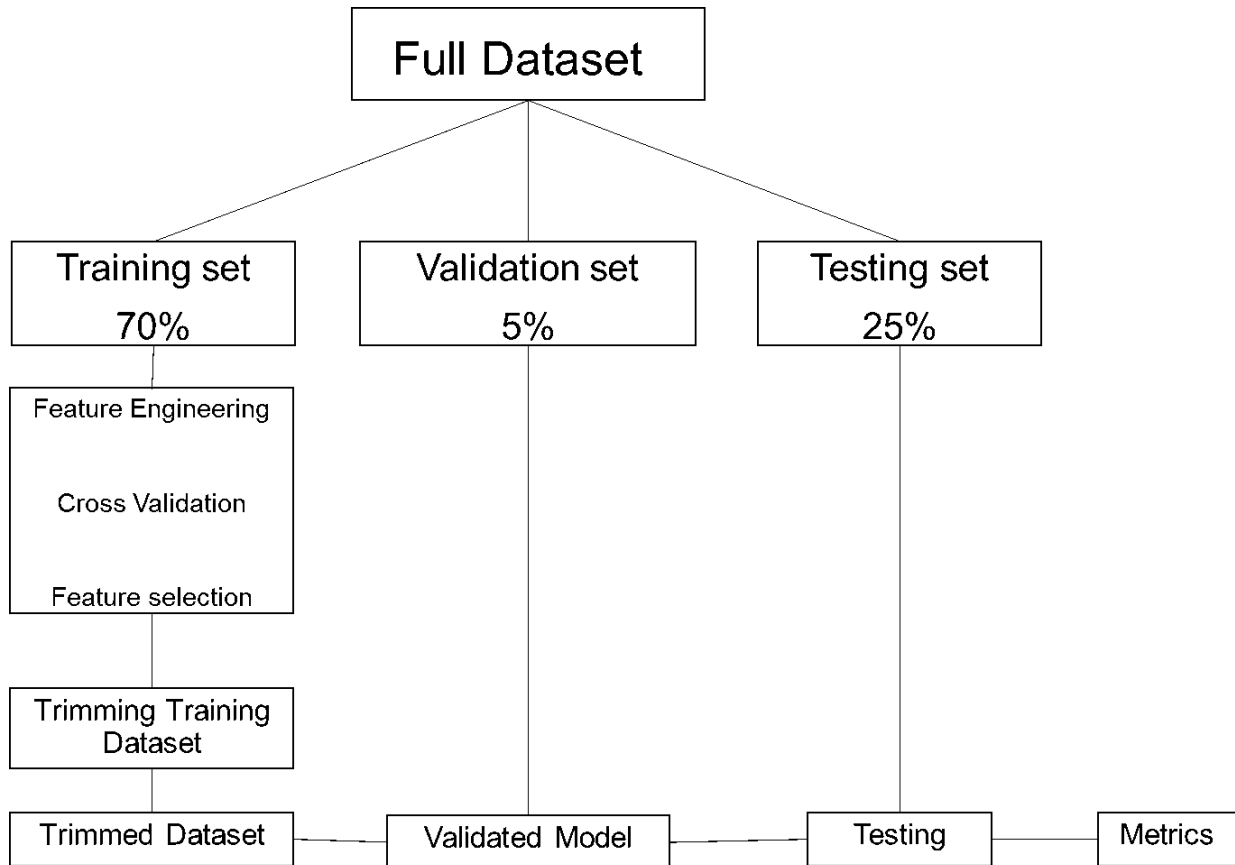 Full Dataset
Training set
70%
Validation set
5%
Testing set
25%
Feature Engineering
Cross Validation
Feature selection
Trimming Training
Dataset
Trimmed Dataset
Validated Model
Testing
Metrics